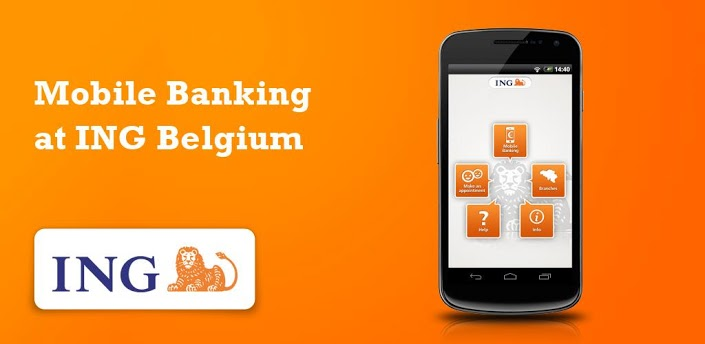 Mobile Banking
at ING Belgium
ING
14:40
ING
Mobile
Banking
Make an
appointment
Branches
Help
Info